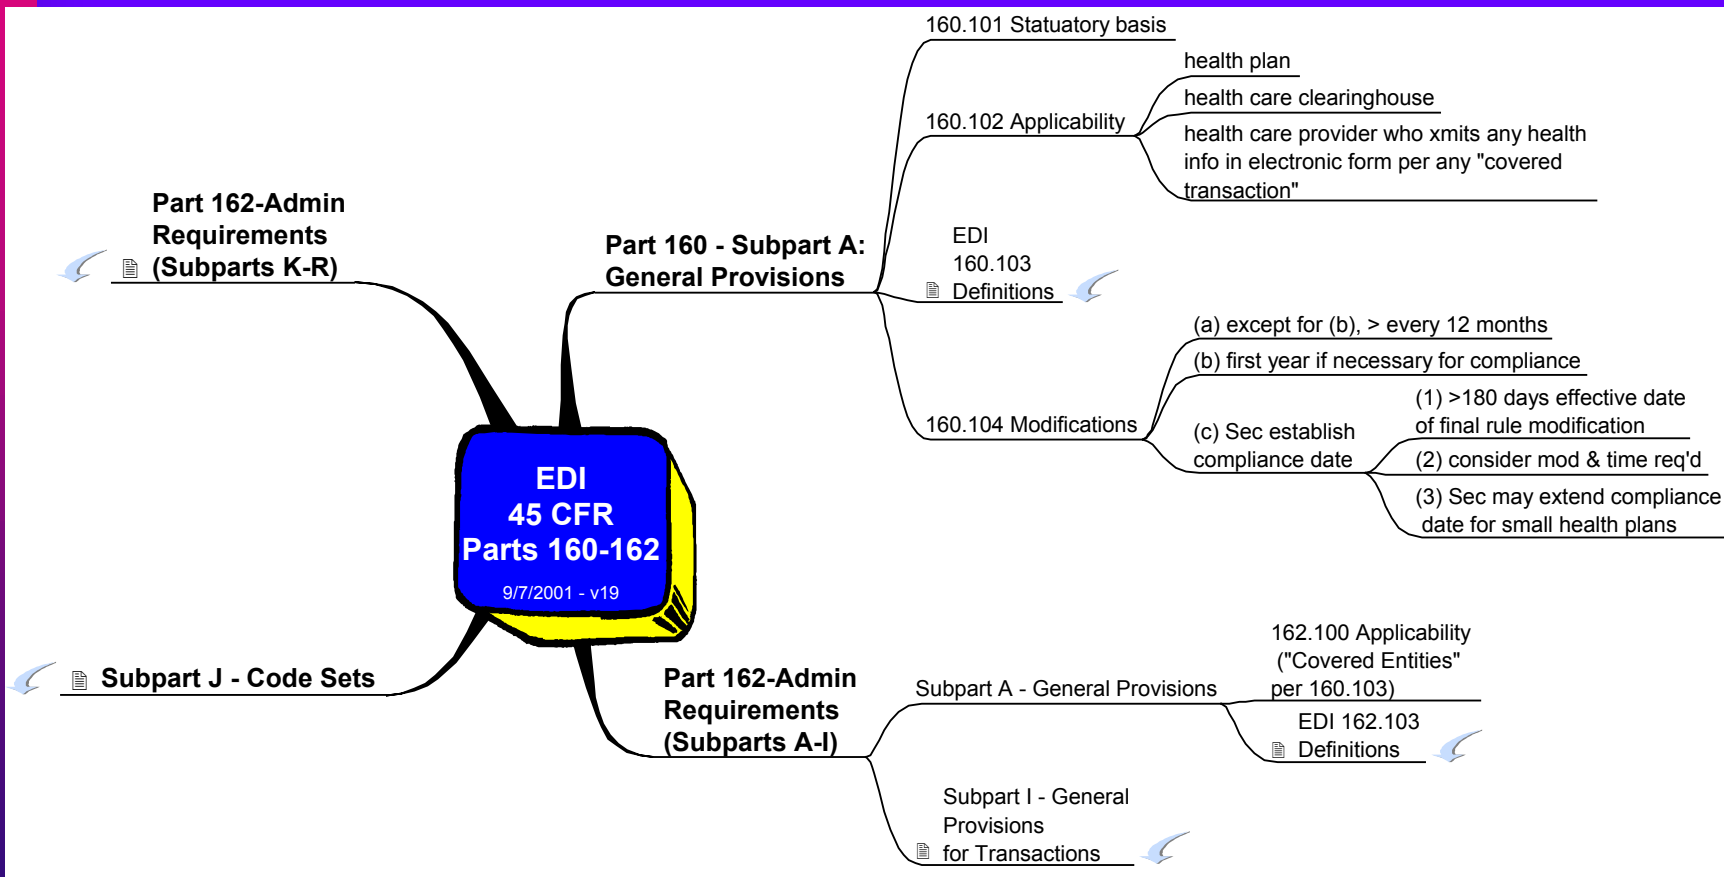 160.101 Statuatory basis
health plan
health care clearinghouse
160.102 Applicability
health care provider who xmits any health
info in electronic form per any "covered
transaction"
Part 162-Admin
Requirements
(Subparts K-R)
Part 160 - Subpart A:
General Provisions
EDI
160.103
Definitions
(a) except for (b), > every 12 months
(b) first year if necessary for compliance
160.104 Modifications
(c) Sec establish
compliance date
(1) >180 days effective date
of final rule modification
(2) consider mod & time req'd
(3) Sec may extend compliance
date for small health plans
EDI
45 CFR
Parts 160-162
9/7/2001 - v19
Subpart J - Code Sets
Part 162-Admin
Requirements
(Subparts A-I)
Subpart A - General Provisions
162.100 Applicability
("Covered Entities"
per 160.103)
EDI 162.103
Definitions
Subpart I - General
Provisions
for Transactions